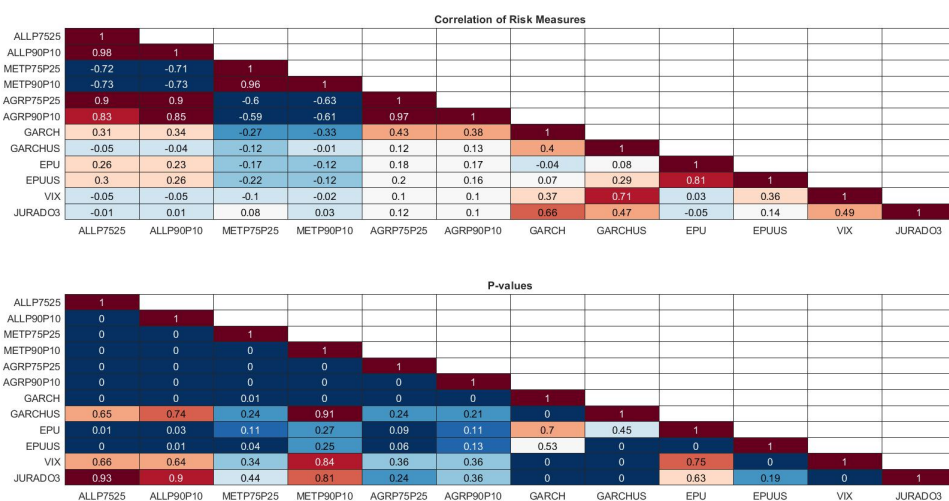 Correlation of Risk Measures
ALLP7525 1
ALLP90P10 0.98 1
METP75P25 -0.72 -0.71 1
METP90P10 -0.73 -0.73 0.96 1
AGRP75P25 0.9 0.9 -0.6 -0.63 1
AGRP90P10 0.83 0.85 -0.59 -0.61 0.97 1
GARCH 0.31 0.34 -0.27 -0.33 0.43 0.38 1
GARCHUS -0.05 -0.04 -0.12 -0.01 0.12 0.13 0.4 1
EPU 0.26 0.23 -0.17 -0.12 0.18 0.17 -0.04 0.08 1
EPUUS 0.3 0.26 -0.22 -0.12 0.2 0.16 0.07 0.29 0.81 1
VIX -0.05 -0.05 -0.1 -0.02 0.1 0.1 0.37 0.71 0.03 0.36 1
JURADO3 -0.01 0.01 0.08 0.03 0.12 0.1 0.66 0.47 -0.05 0.14 0.49 1
ALLP7525 ALLP90P10 METP75P25 METP90P10 AGRP75P25 AGRP90P10 GARCH GARCHUS EPU EPUUS VIX JURADO3
P-values
ALLP7525 1
ALLP90P10 0 1
METP75P25 0 0 1
METP90P10 0 0 0 1
AGRP75P25 0 0 0 0 1
AGRP90P10 0 0 0 0 0 1
GARCH 0 0 0.01 0 0 0 1
GARCHUS 0.65 0.74 0.24 0.91 0.24 0.21 0 1
EPU 0.01 0.03 0.11 0.27 0.09 0.11 0.7 0.45 1
EPUUS 0 0.01 0.04 0.25 0.06 0.13 0.53 0 0 1
VIX 0.66 0.64 0.34 0.84 0.36 0.36 0 0 0.75 0 1
JURADO3 0.93 0.9 0.44 0.81 0.24 0.36 0 0 0.63 0.19 0 1
ALLP7525 ALLP90P10 METP75P25 METP90P10 AGRP75P25 AGRP90P10 GARCH GARCHUS EPU EPUUS VIX JURADO3